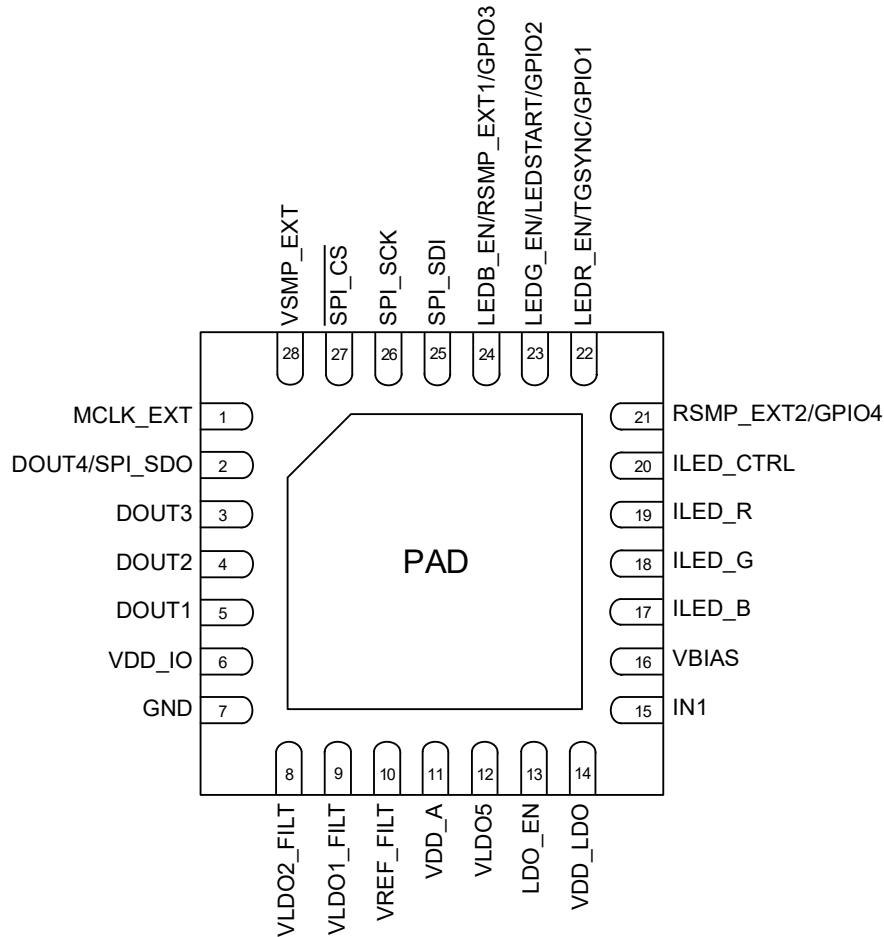 LEDB_EN/RSMP_EXT1/GPIO3
LEDG_EN/LEDSTART/GPIO2
LEDR_EN/TGSYNC/GPIO1
VSMP_EXT
SPI_CS
SPI_SCK
SPI_SDI
28
27
26
25
24
23
22
MCLK_EXT 1
DOUT4/SPI_SDO 2
DOUT3 3
DOUT2 4
DOUT1 5
VDD_IO 6
GND 7
PAD
21 RSMP_EXT2/GPIO4
20 ILED_CTRL
19 ILED_R
18 ILED_G
17 ILED_B
16 VBIAS
15 IN1
8
9
10
11
12
13
14
VLDO2_FILT
VLDO1_FILT
VREF_FILT
VDD_A
VLDO5
LDO_EN
VDD_LDO